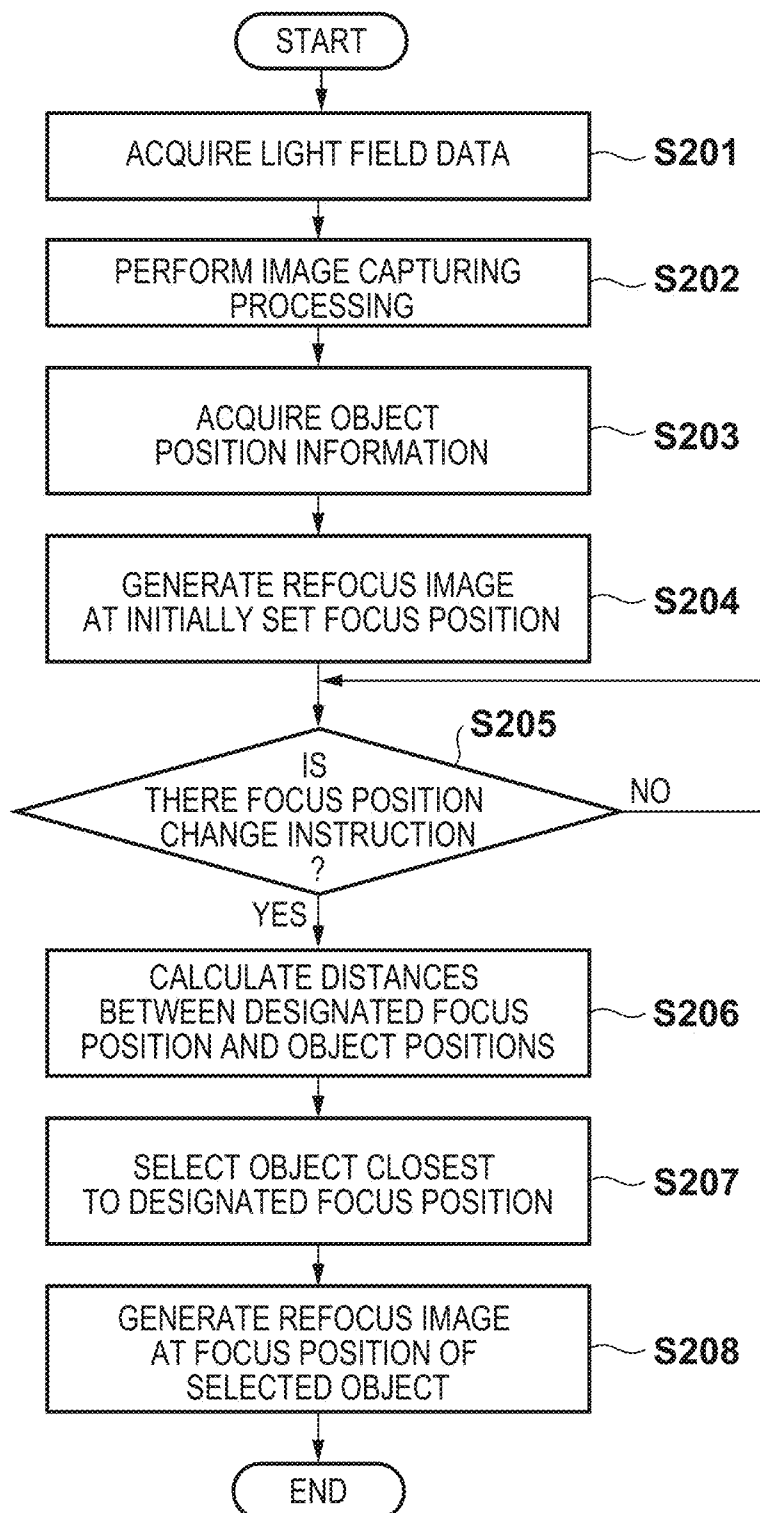 START
ACQUIRE LIGHT FIELD DATA
S201
PERFORM IMAGE CAPTURING
PROCESSING
S202
ACQUIRE OBJECT
POSITION INFORMATION
S203
GENERATE REFOCUS IMAGE
AT INITIALLY SET FOCUS POSITION
S204
S205
IS
THERE FOCUS POSITION
CHANGE INSTRUCTION
?
NO
YES
CALCULATE DISTANCES
BETWEEN DESIGNATED FOCUS
POSITION AND OBJECT POSITIONS
S206
SELECT OBJECT CLOSEST
TO DESIGNATED FOCUS POSITION
S207
GENERATE REFOCUS IMAGE
AT FOCUS POSITION OF
SELECTED OBJECT
S208
END